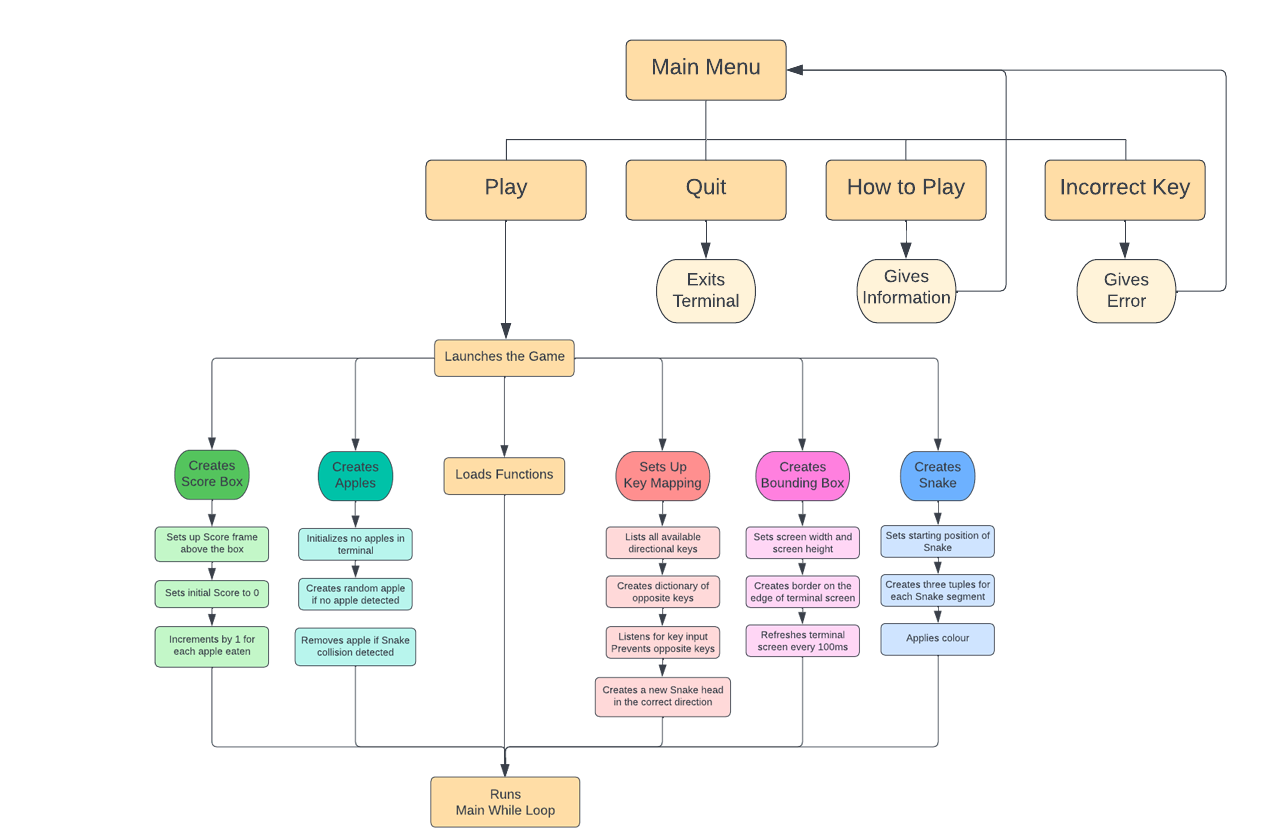 Main Menu
Play
Quit
How to Play
Incorrect Key
Exits
Terminal
Gives
Information
Gives
Error
Launches the Game
Creates
Score Box
Creates
Apples
Loads Functions
Sets Up
Key Mapping
Creates
Bounding Box
Creates
Snake
Sets up Score frame
above the box
Sets initial Score to 0
Increments by 1 for
each apple eaten
Initializes no apples in
terminal
Creates random apple
if no apple detected
Removes apple if Snake
collision detected
Lists all available
directional keys
Creates dictionary of
opposite keys
Listens for key input
Prevents opposite keys
Creates a new Snake head
in the correct direction
Sets screen width and
screen height
Creates border on the
edge of terminal screen
Refreshes terminal
screen every 100ms
Sets starting position of
Snake
Creates three tuples for
each Snake segment
Applies colour
Runs
Main While Loop